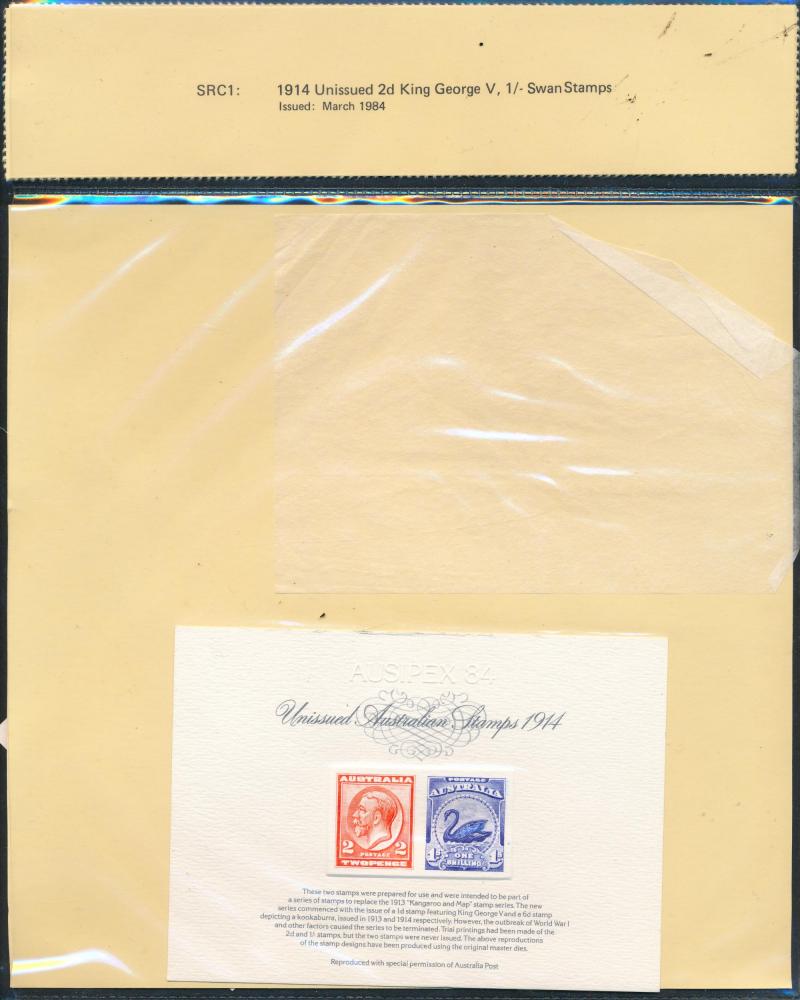 SRC1: 1914 Unissued 2d King George V, 1/- Swan Stamps
Issued: March 1984
AUSIPEX 84
Unissued Australian Stamps 1914
AUSTRALIA
2 2
POSTAGE
TWOPENCE
POSTAGE
AUSTRALIA
1/S ONE 1/S
SHILLING
These two stamps were prepared for use and were intended to be part
of a series of stamps to replace the 1913 "Kangaroo and Map" stamp series. The new
series commenced with the issue of a 1d stamp featuring King George V and a 6d stamp
depicting a kookaburra, issued in 1913 and 1914 respectively. However, the outbreak of World War I
and other factors caused the series to be terminated. Trial printings had been made of the
2d and 1/- stamps, but the two stamps were never issued. The above reproductions
of the stamp designs have been produced using the original master dies.
Reproduced with special permission of Australia Post